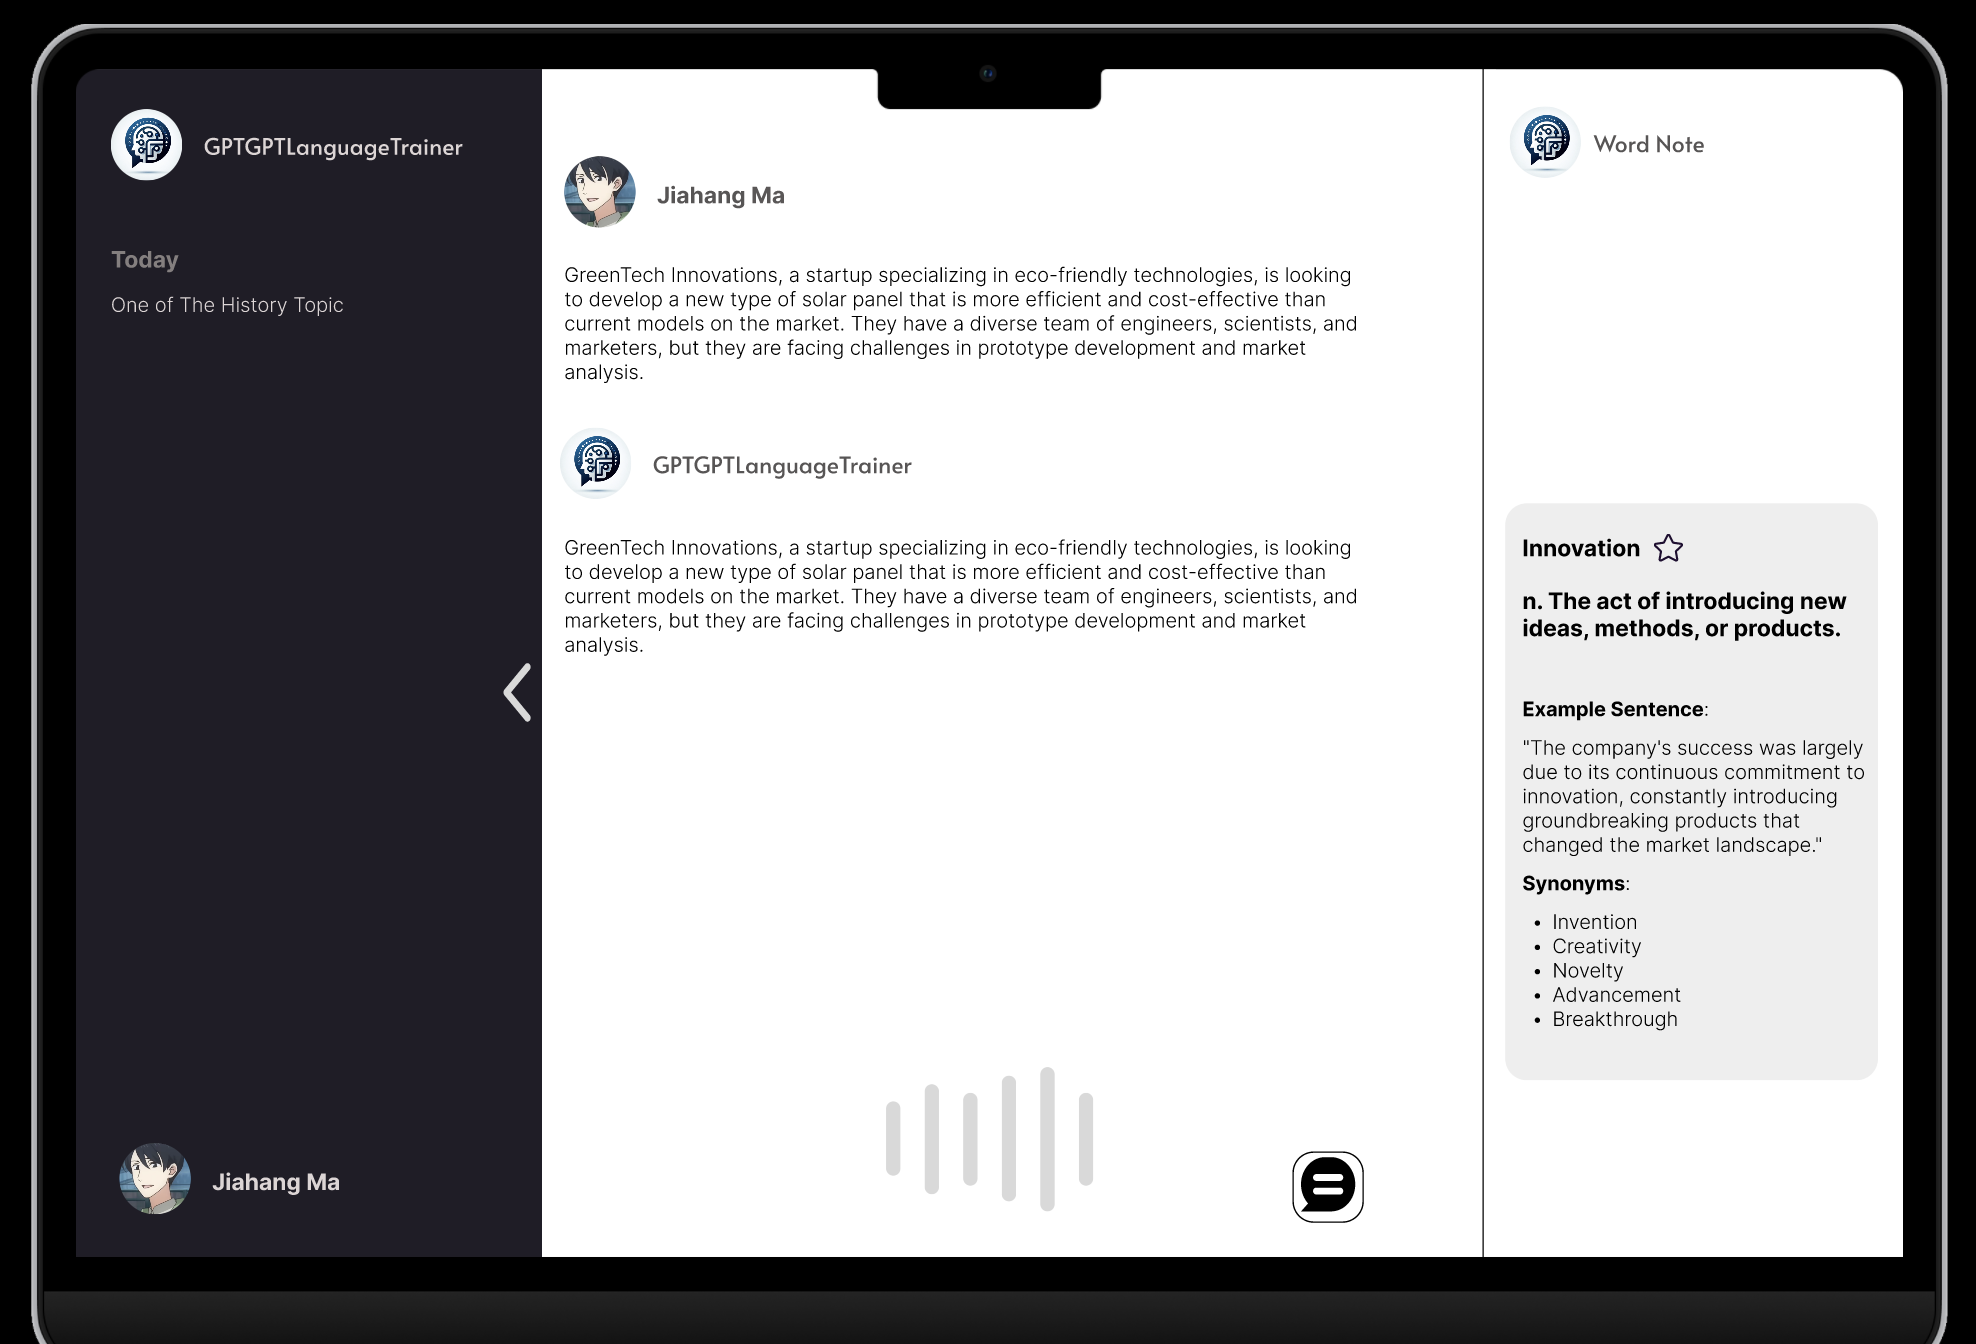 GPTGPTLanguageTrainer
Today
One of The History Topic
Jiahang Ma
Jiahang Ma
GreenTech Innovations, a startup specializing in eco-friendly technologies, is looking
to develop a new type of solar panel that is more efficient and cost-effective than
current models on the market. They have a diverse team of engineers, scientists, and
marketers, but they are facing challenges in prototype development and market
analysis.
GPTGPTLanguageTrainer
GreenTech Innovations, a startup specializing in eco-friendly technologies, is looking
to develop a new type of solar panel that is more efficient and cost-effective than
current models on the market. They have a diverse team of engineers, scientists, and
marketers, but they are facing challenges in prototype development and market
analysis.
Word Note
Innovation
n. The act of introducing new
ideas, methods, or products.
Example Sentence:
"The company's success was largely
due to its continuous commitment to
innovation, constantly introducing
groundbreaking products that
changed the market landscape."
Synonyms:
• Invention
• Creativity
• Novelty
• Advancement
• Breakthrough